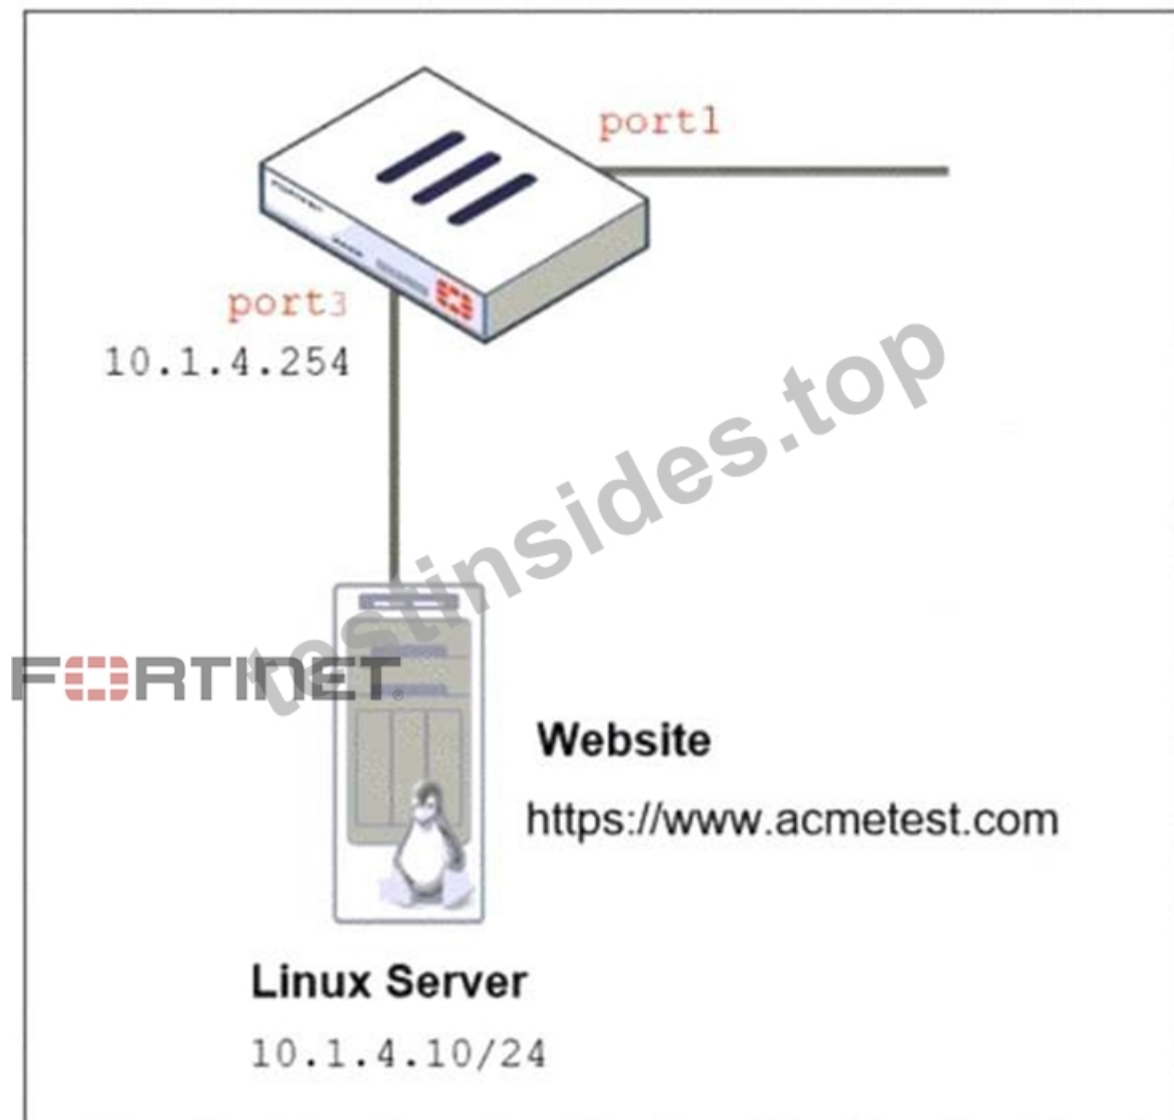 port1
port3
10.1.4.254
testinsides.top
FORTINET
Website
https://www.acmetest.com
Linux Server
10.1.4.10/24